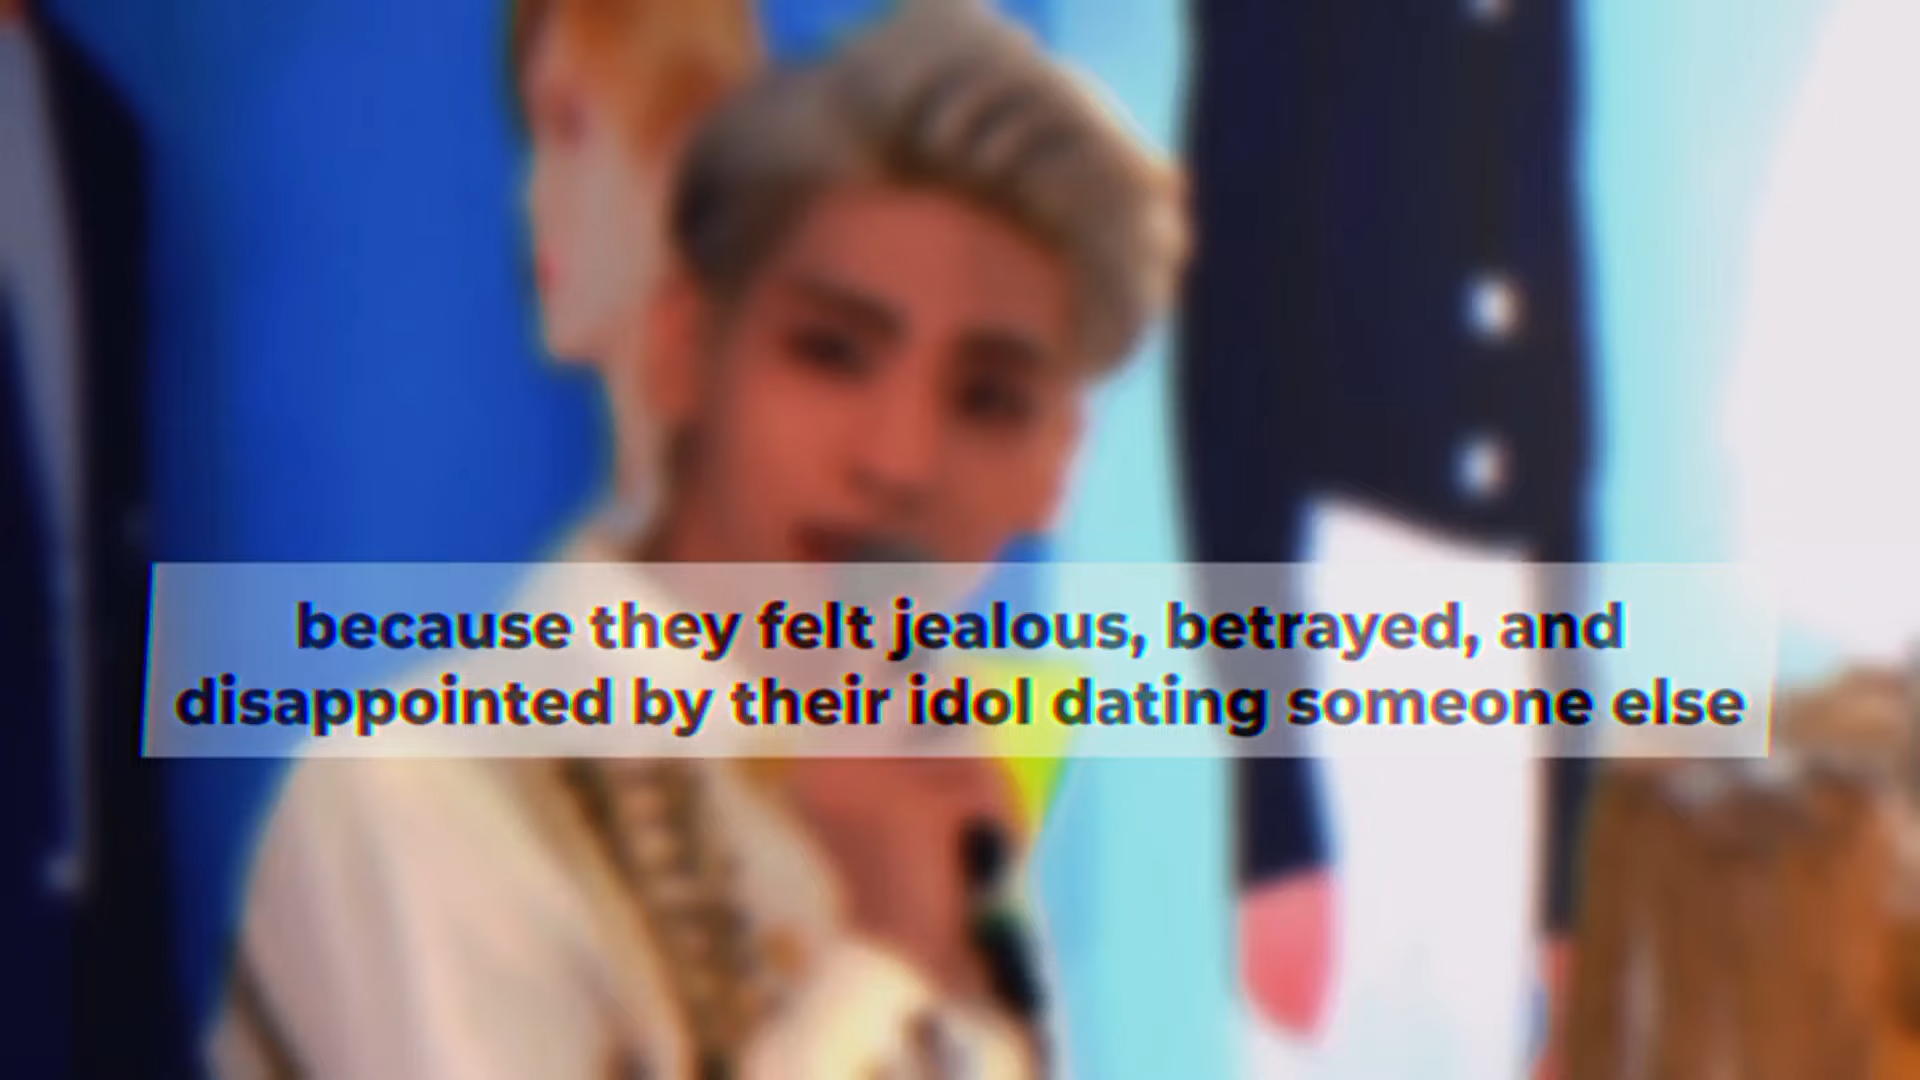 because they felt jealous, betrayed, and
disappointed by their idol dating someone else